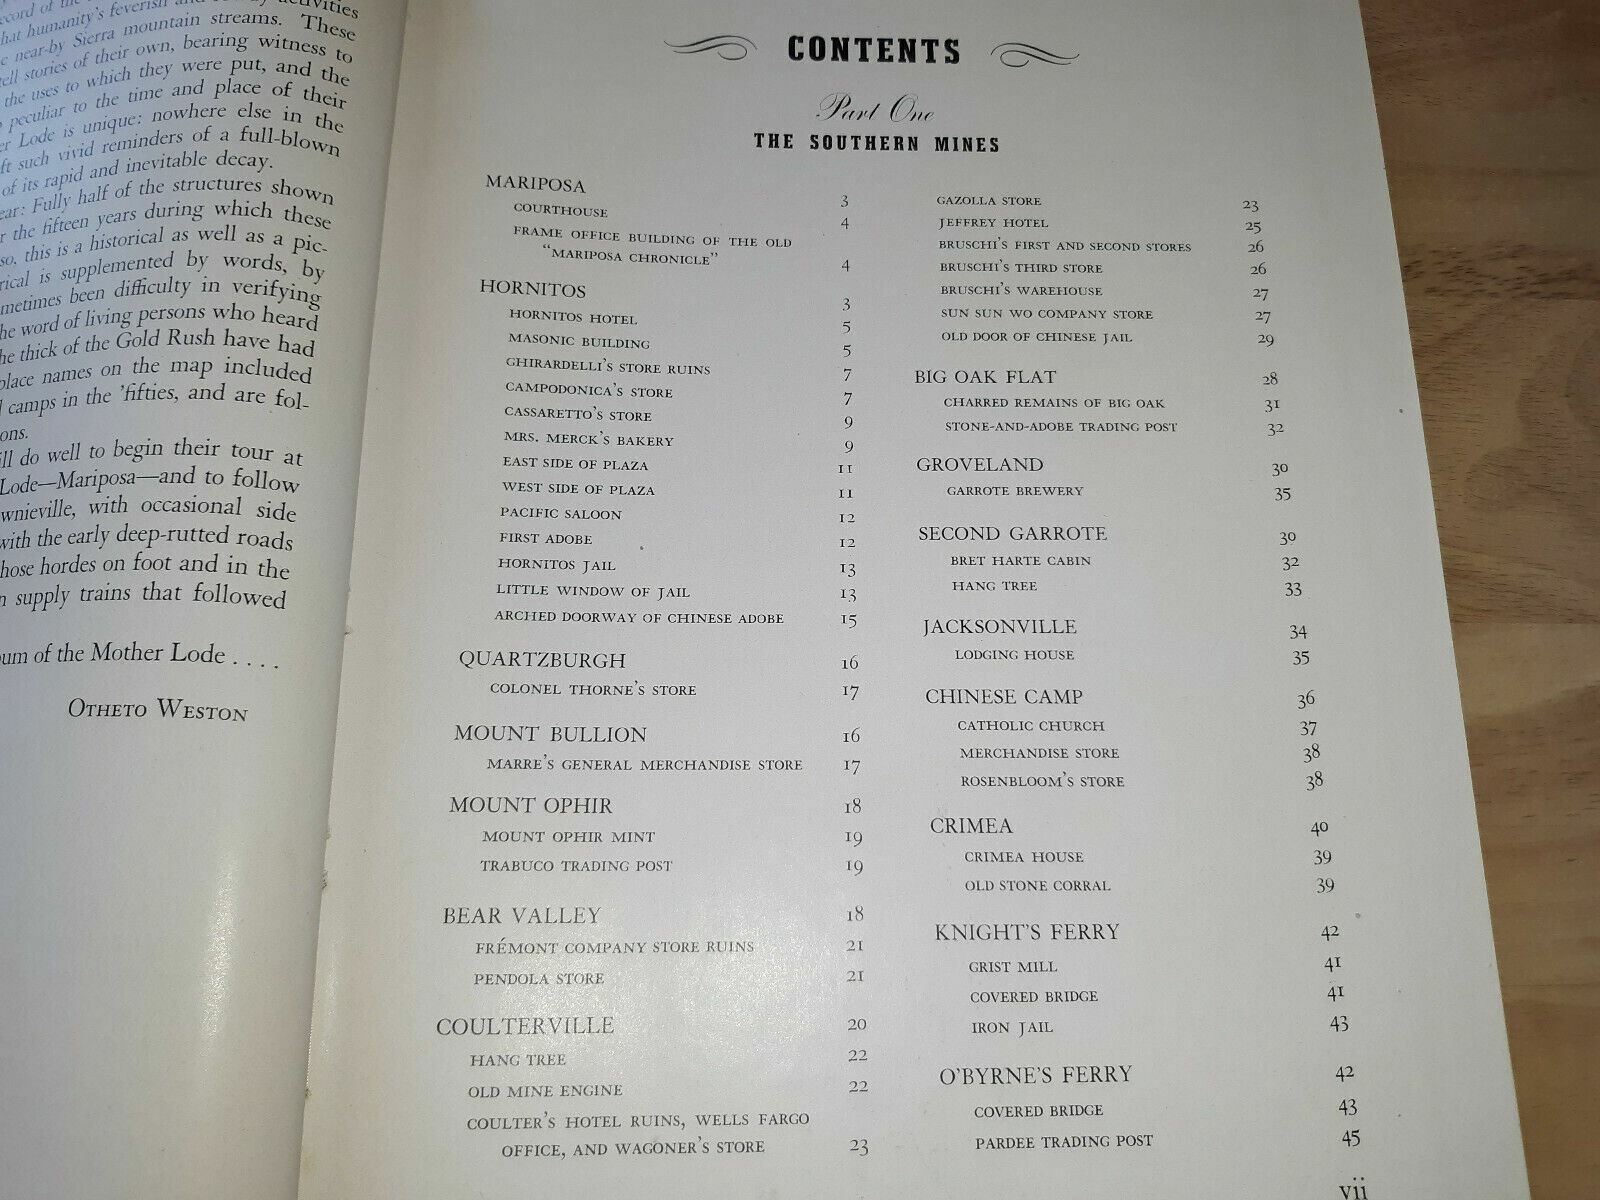 ecord of the
hat humanity's feverish and activities
near-by Sierra mountain streams. These
tell stories of their own, bearing witness to
the uses to which they were put, and the
peculiar to the time and place of their
er Lode is unique: nowhere else in the
ft such vivid reminders of a full-blown
of its rapid and inevitable decay.
ear: Fully half of the structures shown
r the fifteen years during which these
so, this is a historical as well as a pic-
rical is supplemented by words, by
ometimes been difficulty in verifying
he word of living persons who heard
he thick of the Gold Rush have had
place names on the map included
camps in the 'fifties, and are fol-
ons.
ill do well to begin their tour at
Lode—Mariposa—and to follow
wnieville, with occasional side
with the early deep-rutted roads
hose hordes on foot and in the
n supply trains that followed
um of the Mother Lode . . . .
OTHETO WESTON
CONTENTS
Part One
THE SOUTHERN MINES
MARIPOSA 3
COURTHOUSE 4
FRAME OFFICE BUILDING OF THE OLD
"MARIPOSA CHRONICLE" 4
HORNITOS 3
HORNITOS HOTEL 5
MASONIC BUILDING 5
GHIRARDELLI'S STORE RUINS 7
CAMPODONICA'S STORE 7
CASSARETTO'S STORE 9
MRS. MERCK'S BAKERY 9
EAST SIDE OF PLAZA 11
WEST SIDE OF PLAZA 11
PACIFIC SALOON 12
FIRST ADOBE 12
HORNITOS JAIL 13
LITTLE WINDOW OF JAIL 13
ARCHED DOORWAY OF CHINESE ADOBE 15
QUARTZBURGH 16
COLONEL THORNE'S STORE 17
MOUNT BULLION 16
MARRE'S GENERAL MERCHANDISE STORE 17
MOUNT OPHIR 18
MOUNT OPHIR MINT 19
TRABUCO TRADING POST 19
BEAR VALLEY 18
FRÉMONT COMPANY STORE RUINS 21
PENDOLA STORE 21
COULTERVILLE 20
HANG TREE 22
OLD MINE ENGINE 22
COULTER'S HOTEL RUINS, WELLS FARGO
OFFICE, AND WAGONER'S STORE 23
GAZOLLA STORE 23
JEFFREY HOTEL 25
BRUSCHI'S FIRST AND SECOND STORES 26
BRUSCHI'S THIRD STORE 26
BRUSCHI'S WAREHOUSE 27
SUN SUN WO COMPANY STORE 27
OLD DOOR OF CHINESE JAIL 29
BIG OAK FLAT 28
CHARRED REMAINS OF BIG OAK 31
STONE-AND-ADOBE TRADING POST 32
GROVELAND 30
GARROTE BREWERY 35
SECOND GARROTE 30
BRET HARTE CABIN 32
HANG TREE 33
JACKSONVILLE 34
LODGING HOUSE 35
CHINESE CAMP 36
CATHOLIC CHURCH 37
MERCHANDISE STORE 38
ROSENBLOOM'S STORE 38
CRIMEA 40
CRIMEA HOUSE 39
OLD STONE CORRAL 39
KNIGHT'S FERRY 42
GRIST MILL 41
COVERED BRIDGE 41
IRON JAIL 43
O'BYRNE'S FERRY 42
COVERED BRIDGE 43
PARDEE TRADING POST 45
vii